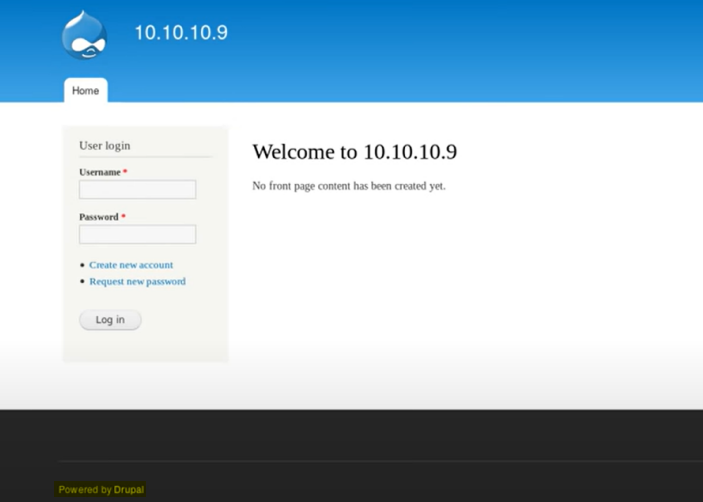 10.10.10.9
Home
User login
Username *
Password *
Create new account
Request new password
Log in
Welcome to 10.10.10.9
No front page content has been created yet.
Powered by Drupal